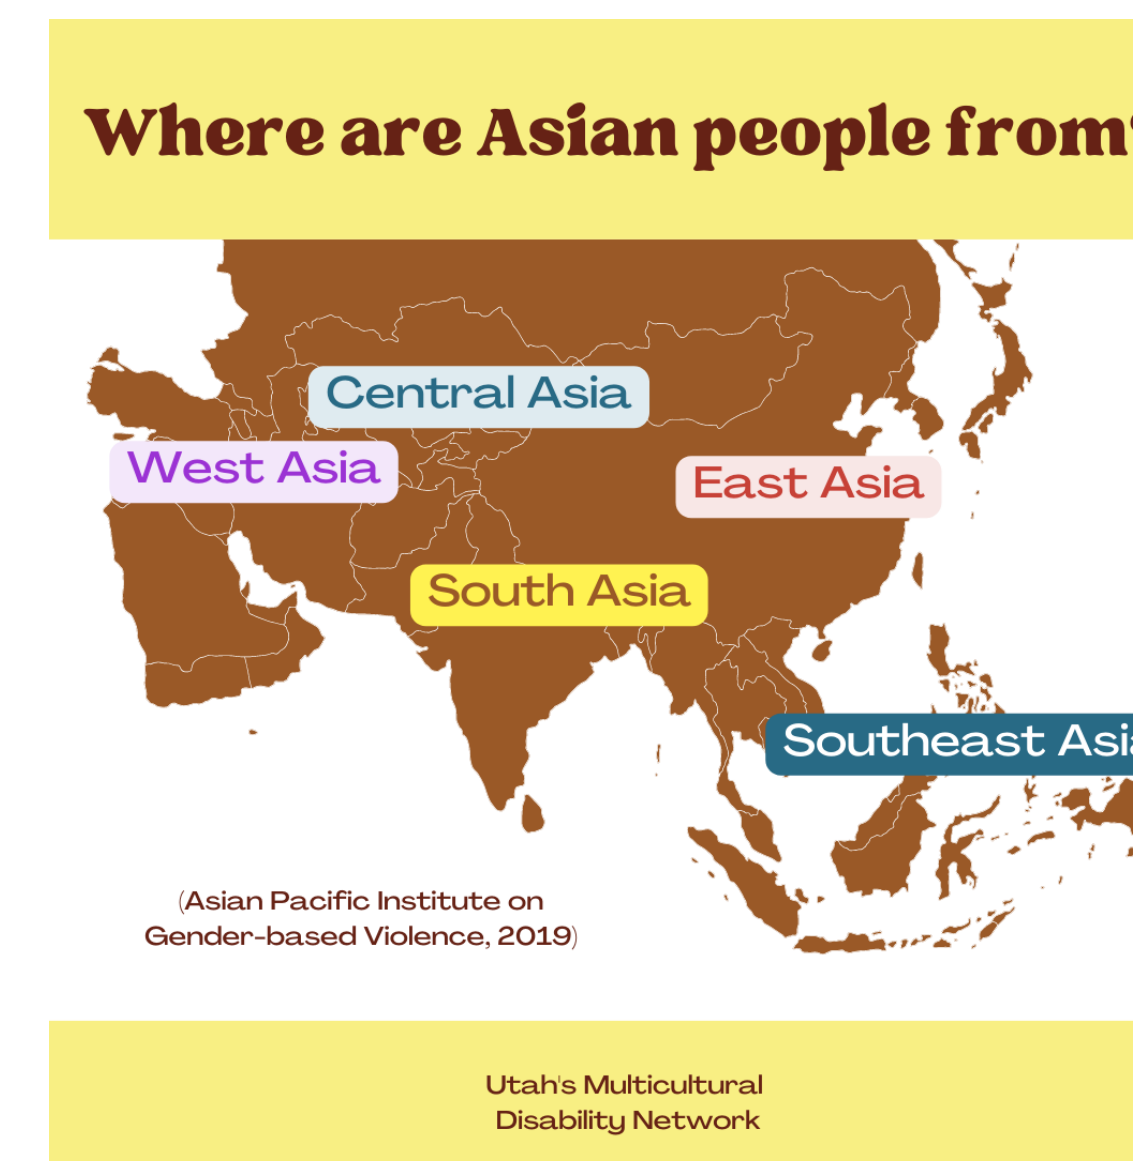 Where are Asian people from?
Central Asia
West Asia
East Asia
South Asia
Southeast Asi
(Asian Pacific Institute on
Gender-based Violence, 2019)
Utah's Multicultural
Disability Network